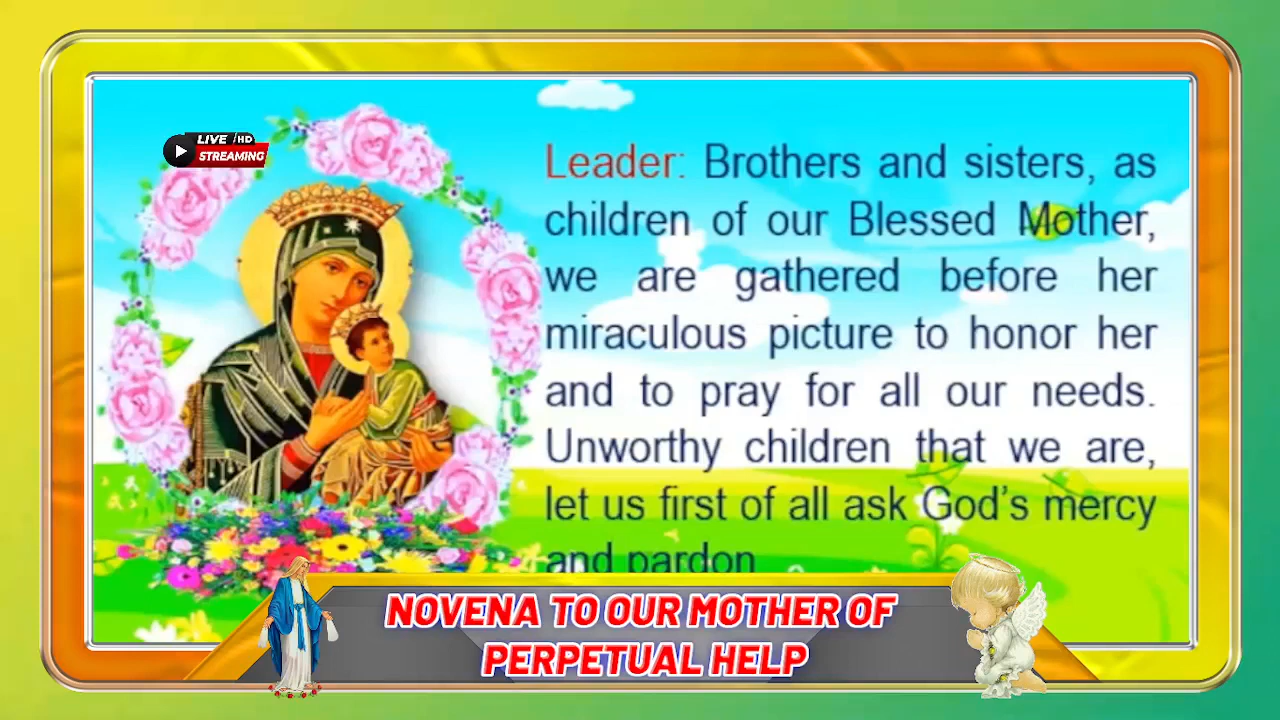 LIVE /HD
STREAMING
Leader: Brothers and sisters, as
children of our Blessed Mother,
we are gathered before her
miraculous picture to honor her
and to pray for all our needs.
Unworthy children that we are,
let us first of all ask God's mercy
and pardon
NOVENA TO OUR MOTHER OF
PERPETUAL HELP